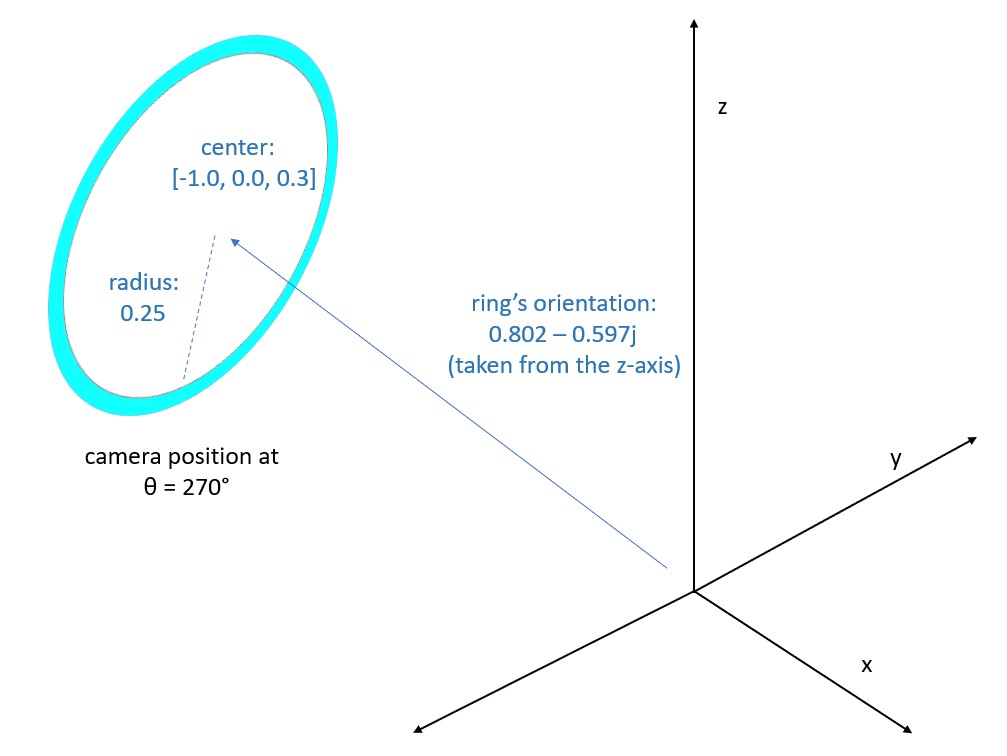 z
center:
[-1.0, 0.0, 0.3]
radius:
0.25
ring’s orientation:
0.802 – 0.597j
(taken from the z-axis)
camera position at
θ = 270°
y
x